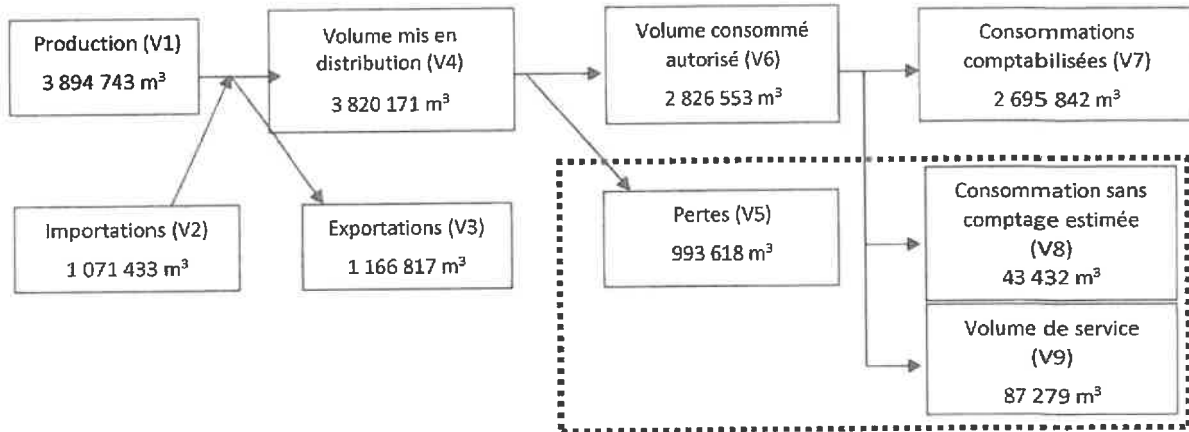 Production (V1)
3 894 743 m³
Volume mis en
distribution (V4)
3 820 171 m³
Volume consommé
autorisé (V6)
2 826 553 m³
Consommations
comptabilisées (V7)
2 695 842 m³
Importations (V2)
1 071 433 m³
Exportations (V3)
1 166 817 m³
Pertes (V5)
993 618 m³
Consommation sans
comptage estimée
(V8)
43 432 m³
Volume de service
(V9)
87 279 m³